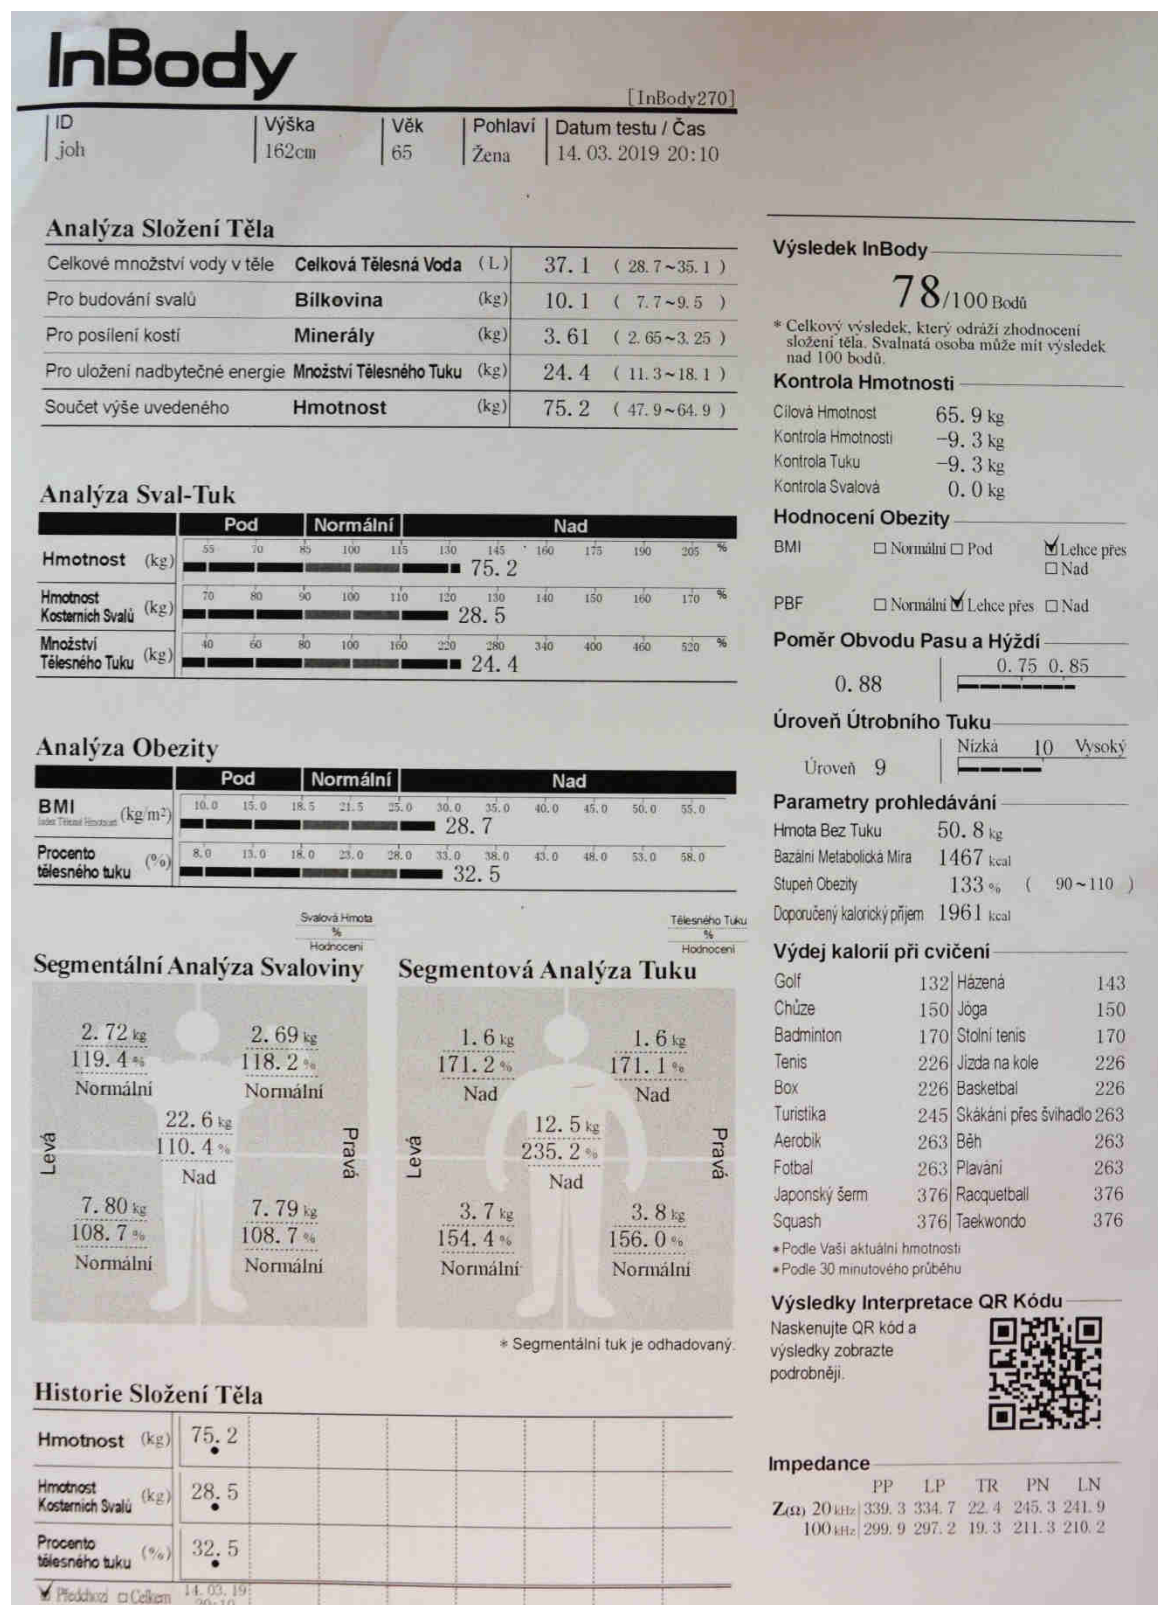 InBody
[InBody270]
ID Výška Věk Pohlaví Datum testu / Čas
joh 162cm 65 Žena 14. 03. 2019 20:10
Analýza Složení Těla
Celkové množství vody v těle Celková Tělesná Voda (L) 37. 1 ( 28. 7~35. 1 )
Pro budování svalů Bílkovina (kg) 10. 1 ( 7. 7~9. 5 )
Pro posílení kostí Minerály (kg) 3. 61 ( 2. 65~3. 25 )
Pro uložení nadbytečné energie Množství Tělesného Tuku (kg) 24. 4 ( 11. 3~18. 1 )
Součet výše uvedeného Hmotnost (kg) 75. 2 ( 47. 9~64. 9 )
Analýza Sval-Tuk
Pod Normální Nad
55 70 85 100 115 130 145 160 175 190 205 %
Hmotnost (kg) 75. 2
70 80 90 100 110 120 130 140 150 160 170 %
Hmotnost
Kosterních Svalů (kg) 28. 5
40 60 80 100 160 220 280 340 400 460 520 %
Množství
Tělesného Tuku (kg) 24. 4
Analýza Obezity
Pod Normální Nad
10. 0 15. 0 18. 5 21. 5 25. 0 30. 0 35. 0 40. 0 45. 0 50. 0 55. 0
BMI (kg/m²) 28. 7
Index Tělesné Hmotnosti
8. 0 13. 0 18. 0 23. 0 28. 0 33. 0 38. 0 43. 0 48. 0 53. 0 58. 0
Procento
tělesného tuku (%) 32. 5
Svalová Hmota
%
Hodnocení
Segmentální Analýza Svaloviny
2. 72 kg 2. 69 kg
119. 4 % 118. 2 %
Normální Normální
22. 6 kg
110. 4 %
Nad
Levá Pravá
7. 80 kg 7. 79 kg
108. 7 % 108. 7 %
Normální Normální
Tělesného Tuku
%
Hodnocení
Segmentová Analýza Tuku
1. 6 kg 1. 6 kg
171. 2 % 171. 1 %
Nad Nad
12. 5 kg
235. 2 %
Nad
Levá Pravá
3. 7 kg 3. 8 kg
154. 4 % 156. 0 %
Normální Normální
* Segmentální tuk je odhadovaný.
Historie Složení Těla
Hmotnost (kg) 75. 2
Hmotnost
Kosterních Svalů (kg) 28. 5
Procento
tělesného tuku (%) 32. 5
Předchozí Celkem 14. 03. 19
20:10
Výsledek InBody
78/100 Bodů
* Celkový výsledek, který odráží zhodnocení
složení těla. Svalnatá osoba může mít výsledek
nad 100 bodů.
Kontrola Hmotnosti
Cílová Hmotnost 65. 9 kg
Kontrola Hmotnosti -9. 3 kg
Kontrola Tuku -9. 3 kg
Kontrola Svalová 0. 0 kg
Hodnocení Obezity
BMI Normální Pod Lehce přes
Nad
PBF Normální Lehce přes Nad
Poměr Obvodu Pasu a Hýždí
0. 75 0. 85
0. 88
Úroveň Útrobního Tuku
Nízká 10 Vysoký
Úroveň 9
Parametry prohledávání
Hmota Bez Tuku 50. 8 kg
Bazální Metabolická Míra 1467 kcal
Stupeň Obezity 133 % ( 90~110 )
Doporučený kalorický příjem 1961 kcal
Výdej kalorií při cvičení
Golf 132 Házená 143
Chůze 150 Jóga 150
Badminton 170 Stolní tenis 170
Tenis 226 Jízda na kole 226
Box 226 Basketbal 226
Turistika 245 Skákání přes švihadlo 263
Aerobik 263 Běh 263
Fotbal 263 Plavání 263
Japonský šerm 376 Racquetball 376
Squash 376 Taekwondo 376
*Podle Vaší aktuální hmotnosti
*Podle 30 minutového průběhu
Výsledky Interpretace QR Kódu
Naskenujte QR kód a
výsledky zobrazte
podrobněji.
Impedance
PP LP TR PN LN
Z(Ω) 20 kHz 339. 3 334. 7 22. 4 245. 3 241. 9
100 kHz 299. 9 297. 2 19. 3 211. 3 210. 2